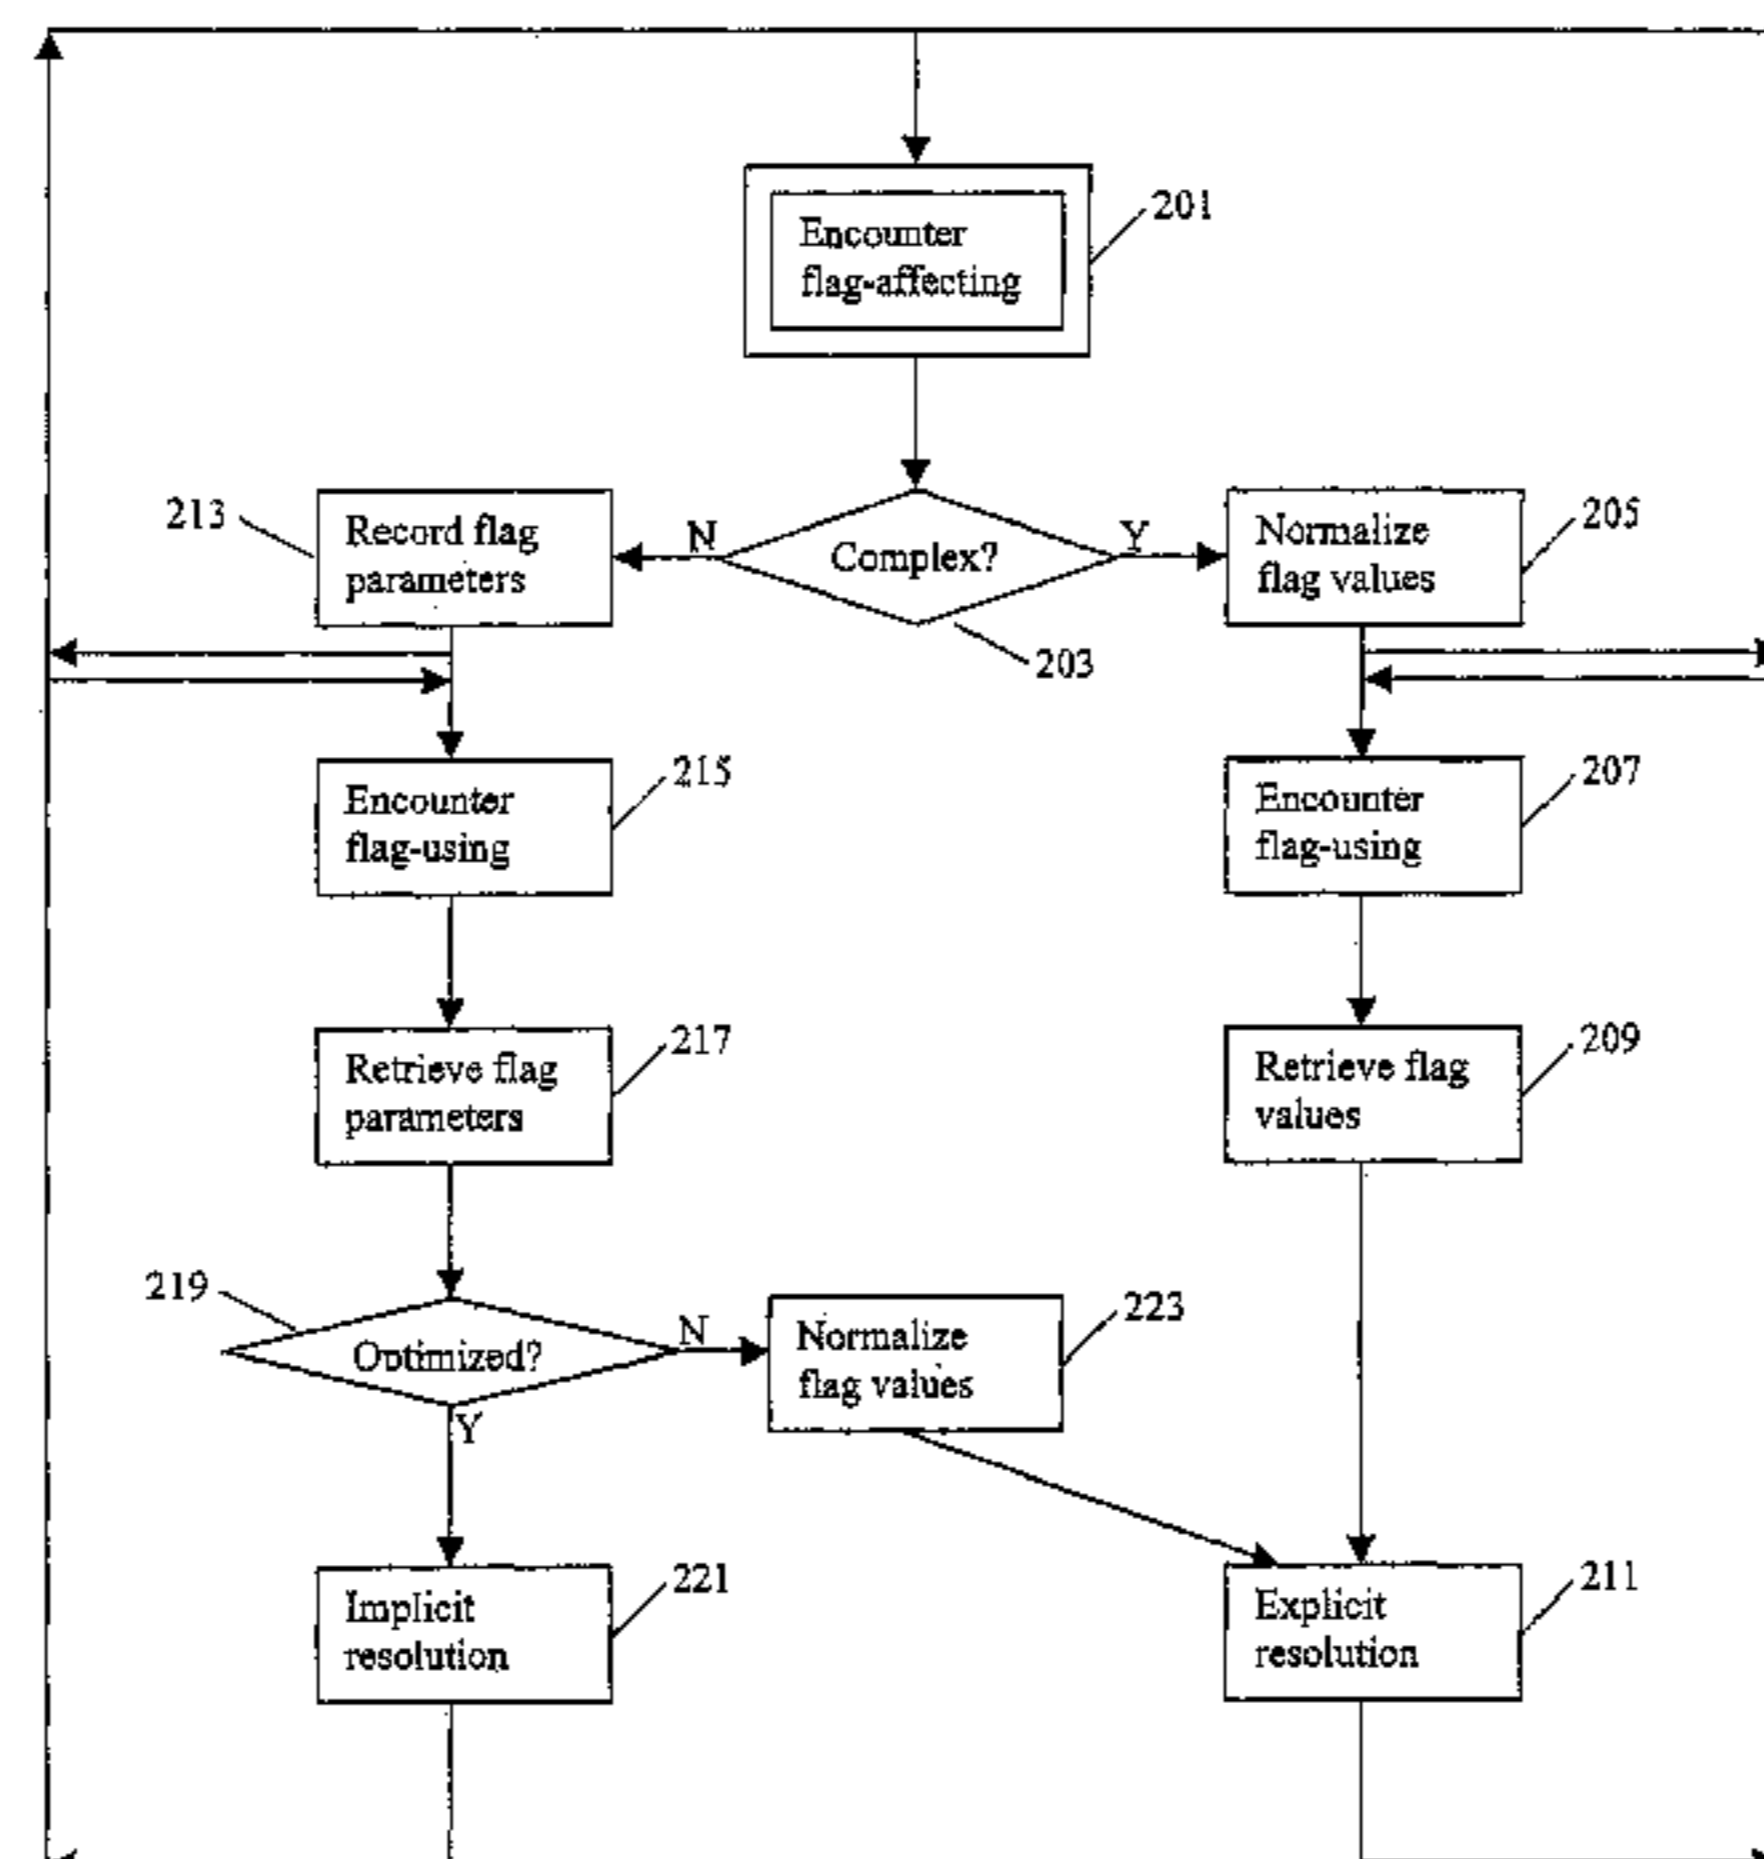 201
Encounter
flag-affecting
213
Record flag
parameters
N
Complex?
Y
203
Normalize
flag values
205
Encounter
flag-using
215
Encounter
flag-using
207
Retrieve flag
parameters
217
Retrieve flag
values
209
219
Optimized?
N
Y
Normalize
flag values
223
Implicit
resolution
221
Explicit
resolution
211